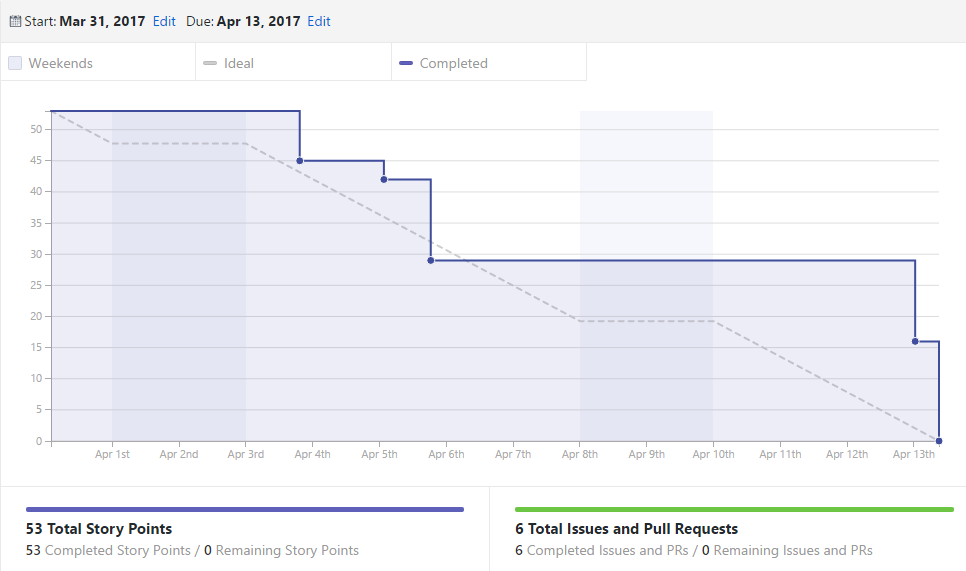 Start: Mar 31, 2017 Edit Due: Apr 13, 2017 Edit
Weekends Ideal Completed
50
45
40
35
30
25
20
15
10
5
0
Apr 1st Apr 2nd Apr 3rd Apr 4th Apr 5th Apr 6th Apr 7th Apr 8th Apr 9th Apr 10th Apr 11th Apr 12th Apr 13th
53 Total Story Points
53 Completed Story Points / 0 Remaining Story Points
6 Total Issues and Pull Requests
6 Completed Issues and PRs / 0 Remaining Issues and PRs